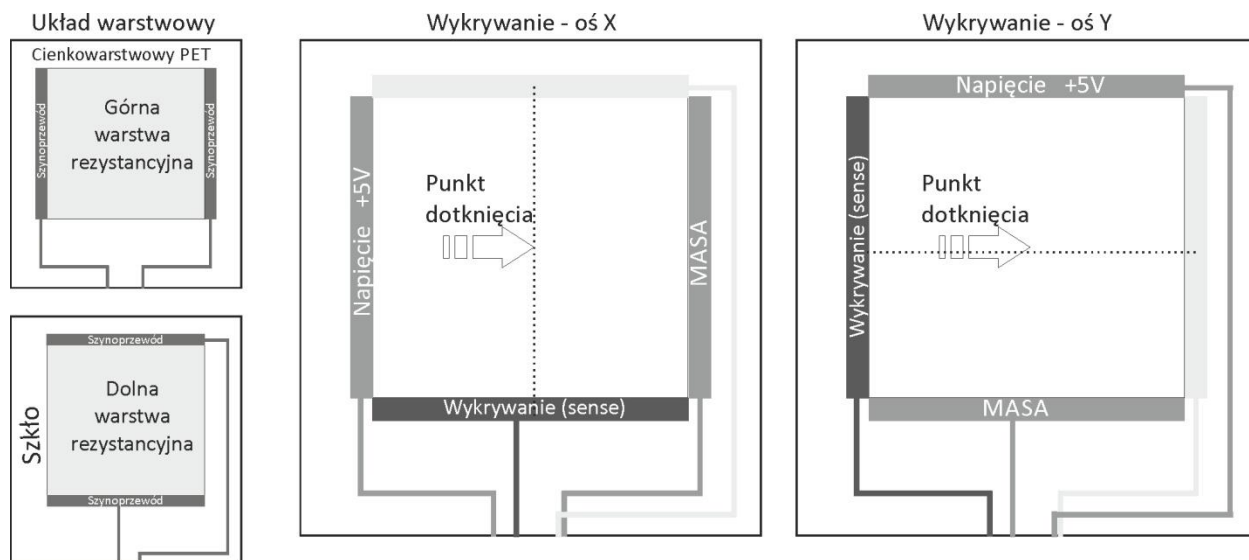 Układ warstwowy
Cienkowarstwowy PET
Szynoprzewód
Górna
warstwa
rezystancyjna
Szynoprzewód
Szkło
Szynoprzewód
Dolna
warstwa
rezystancyjna
Szynoprzewód
Wykrywanie - oś X
Napięcie +5V
Punkt
dotknięcia
MASA
Wykrywanie (sense)
Wykrywanie - oś Y
Napięcie +5V
Wykrywanie (sense)
Punkt
dotknięcia
MASA